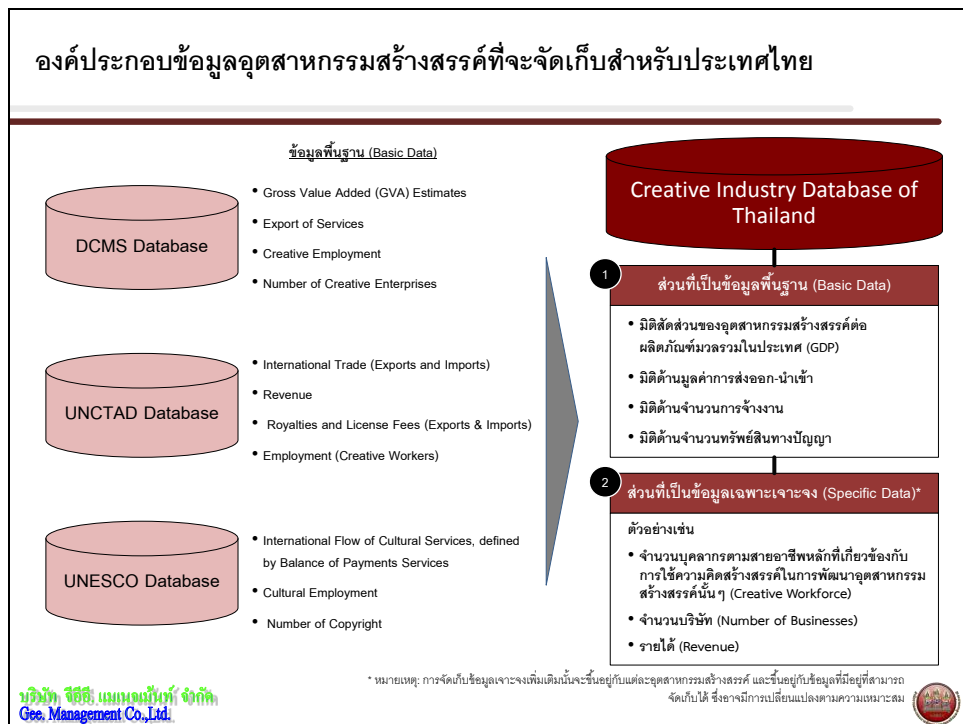 องค์ประกอบข้อมูลอุตสาหกรรมสร้างสรรค์ที่จะจัดเก็บสำหรับประเทศไทย
ข้อมูลพื้นฐาน (Basic Data)
DCMS Database
• Gross Value Added (GVA) Estimates
• Export of Services
• Creative Employment
• Number of Creative Enterprises
UNCTAD Database
• International Trade (Exports and Imports)
• Revenue
• Royalties and License Fees (Exports & Imports)
• Employment (Creative Workers)
UNESCO Database
• International Flow of Cultural Services, defined
by Balance of Payments Services
• Cultural Employment
• Number of Copyright
Creative Industry Database of
Thailand
1
ส่วนที่เป็นข้อมูลพื้นฐาน (Basic Data)
• มิติสัดส่วนของอุตสาหกรรมสร้างสรรค์ต่อ
ผลิตภัณฑ์มวลรวมในประเทศ (GDP)
• มิติด้านมูลค่าการส่งออก-นำเข้า
• มิติด้านจำนวนการจ้างงาน
• มิติด้านจำนวนทรัพย์สินทางปัญญา
2
ส่วนที่เป็นข้อมูลเฉพาะเจาะจง (Specific Data)*
ตัวอย่างเช่น
• จำนวนบุคลากรตามสายอาชีพหลักที่เกี่ยวข้องกับ
การใช้ความคิดสร้างสรรค์ในการพัฒนาอุตสาหกรรม
สร้างสรรค์นั้นๆ (Creative Workforce)
• จำนวนบริษัท (Number of Businesses)
• รายได้ (Revenue)
* หมายเหตุ: การจัดเก็บข้อมูลเจาะจงเพิ่มเติมนั้นจะขึ้นอยู่กับแต่ละอุตสาหกรรมสร้างสรรค์ และขึ้นอยู่กับข้อมูลที่มีอยู่ที่สามารถ
จัดเก็บได้ ซึ่งอาจมีการเปลี่ยนแปลงตามความเหมาะสม
บริษัท จีอีอี แมเนจเม้นท์ จำกัด
Gee. Management Co.,Ltd.